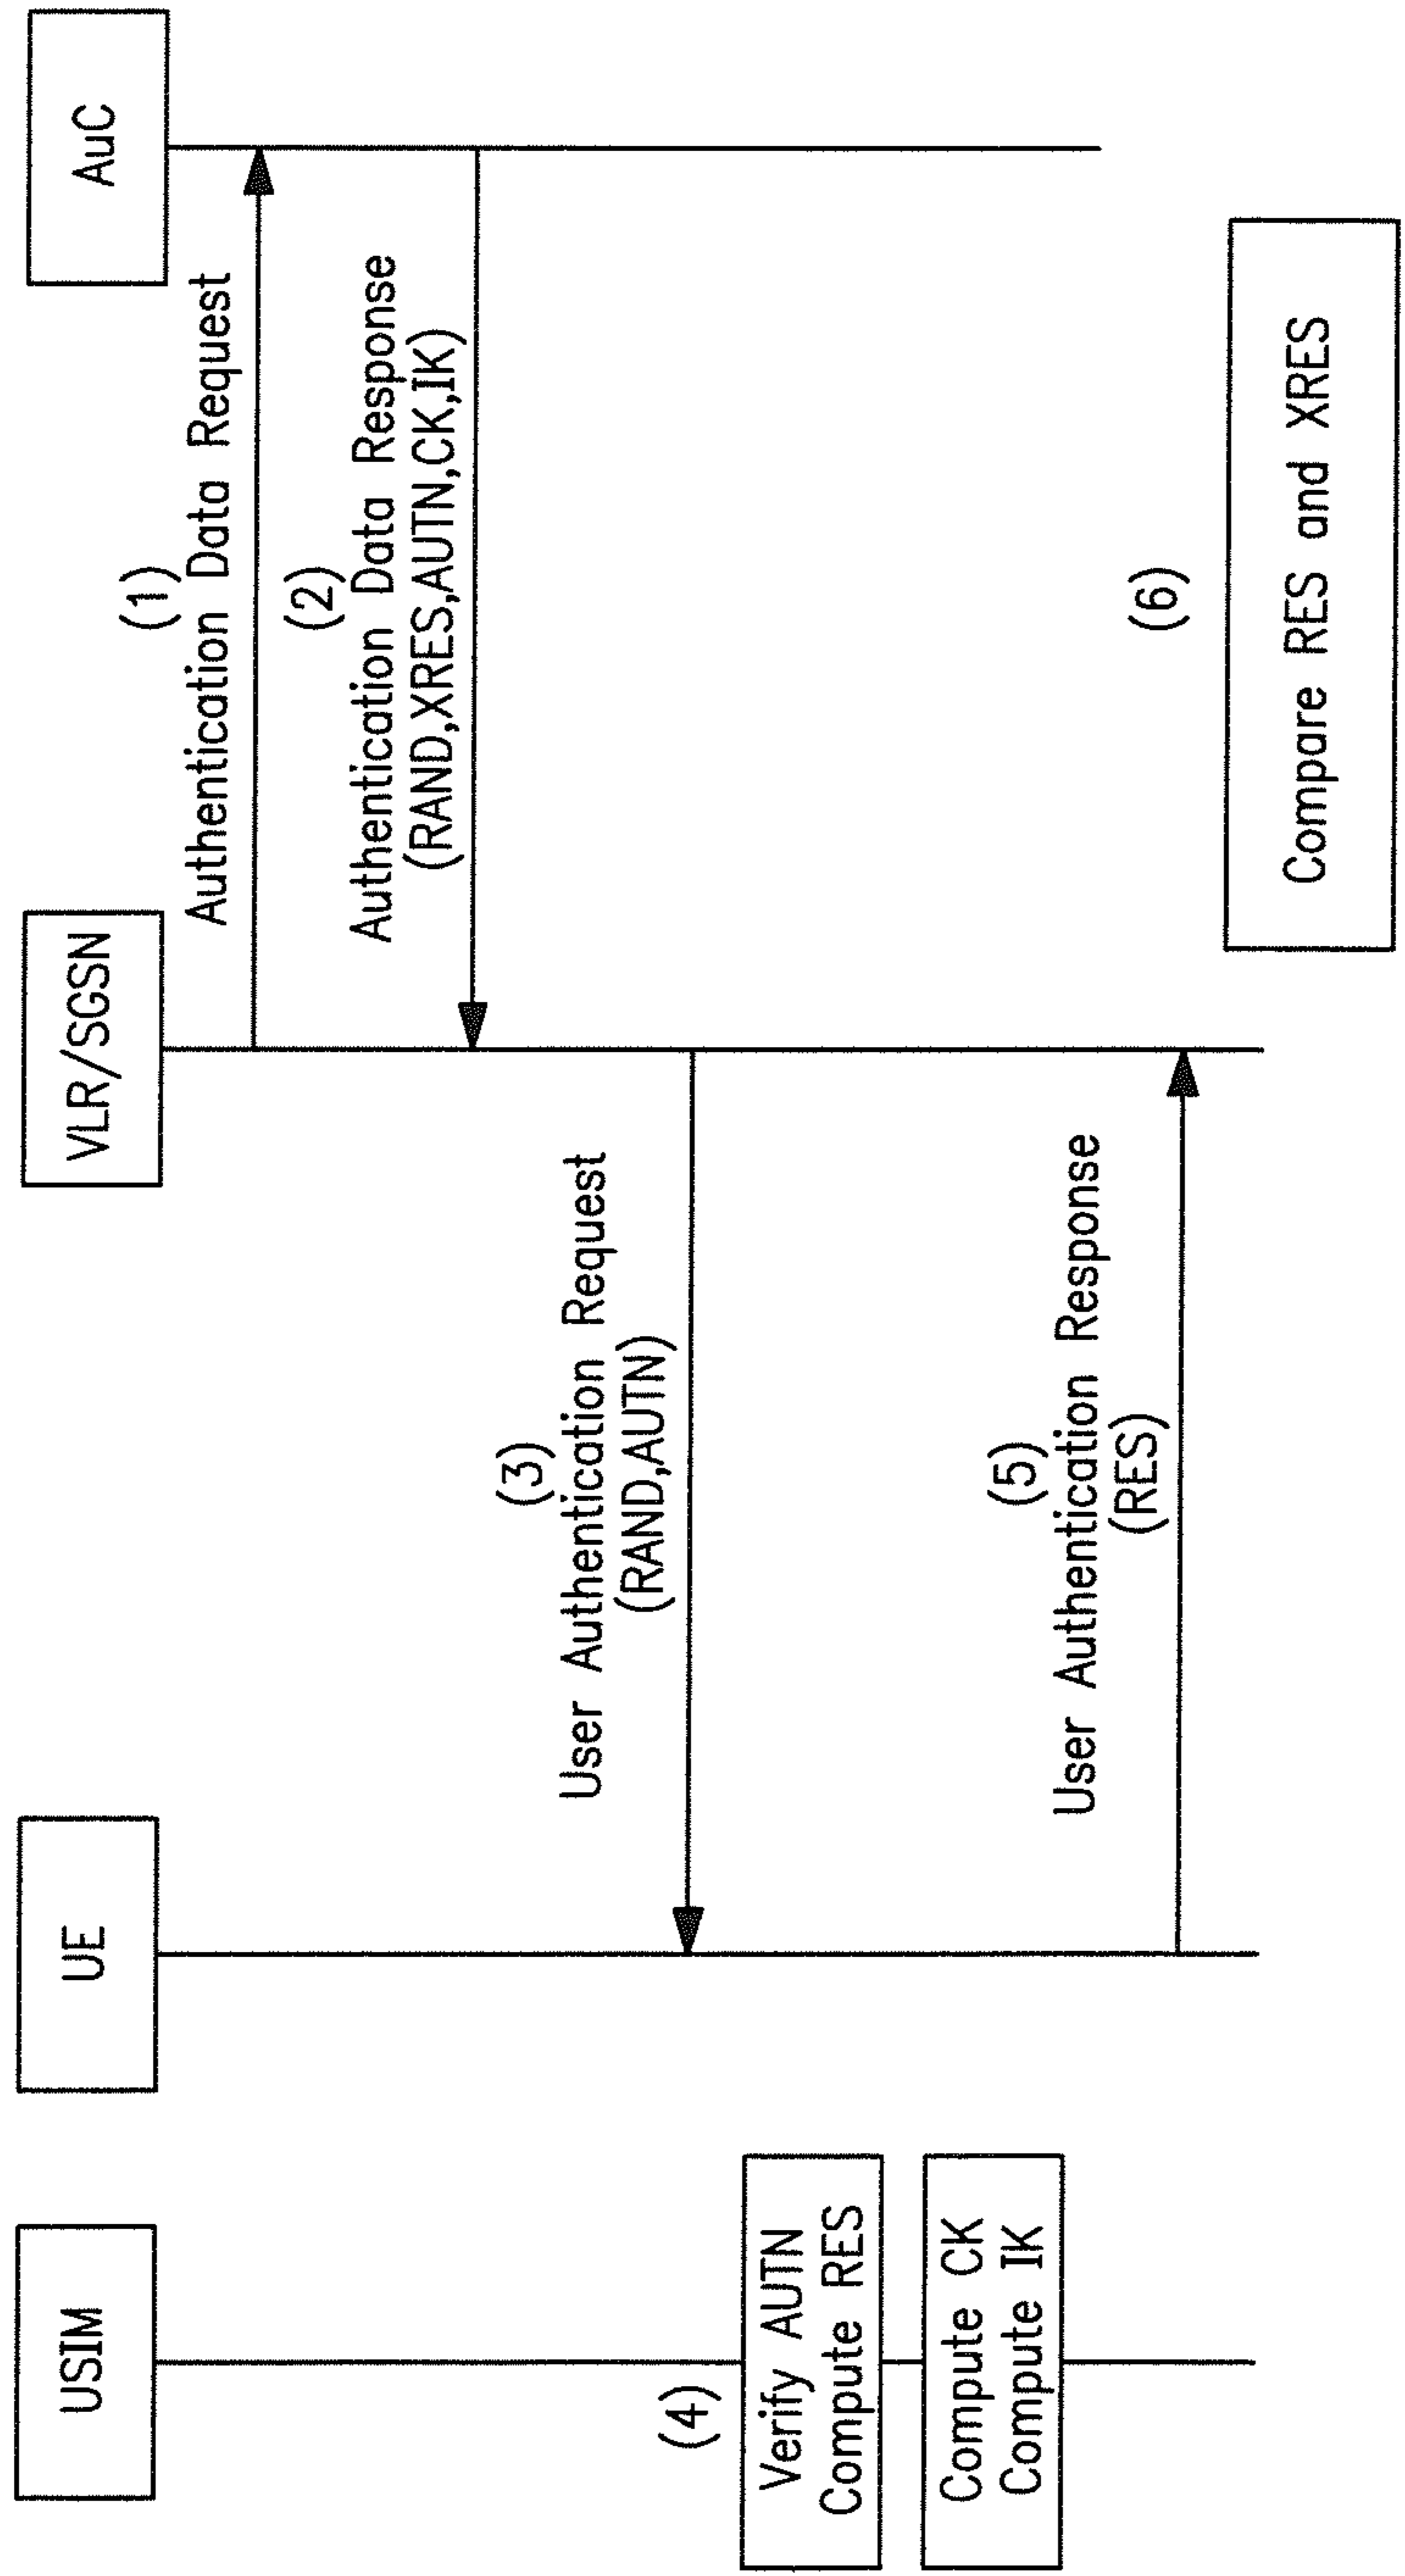 USIM
UE
VLR/SGSN
AuC
(1)
Authentication Data Request
(2)
Authentication Data Response
(RAND,XRES,AUTN,CK,IK)
(3)
User Authentication Request
(RAND,AUTN)
(4)
Verify AUTN
Compute RES
Compute CK
Compute IK
(5)
User Authentication Response
(RES)
(6)
Compare RES and XRES